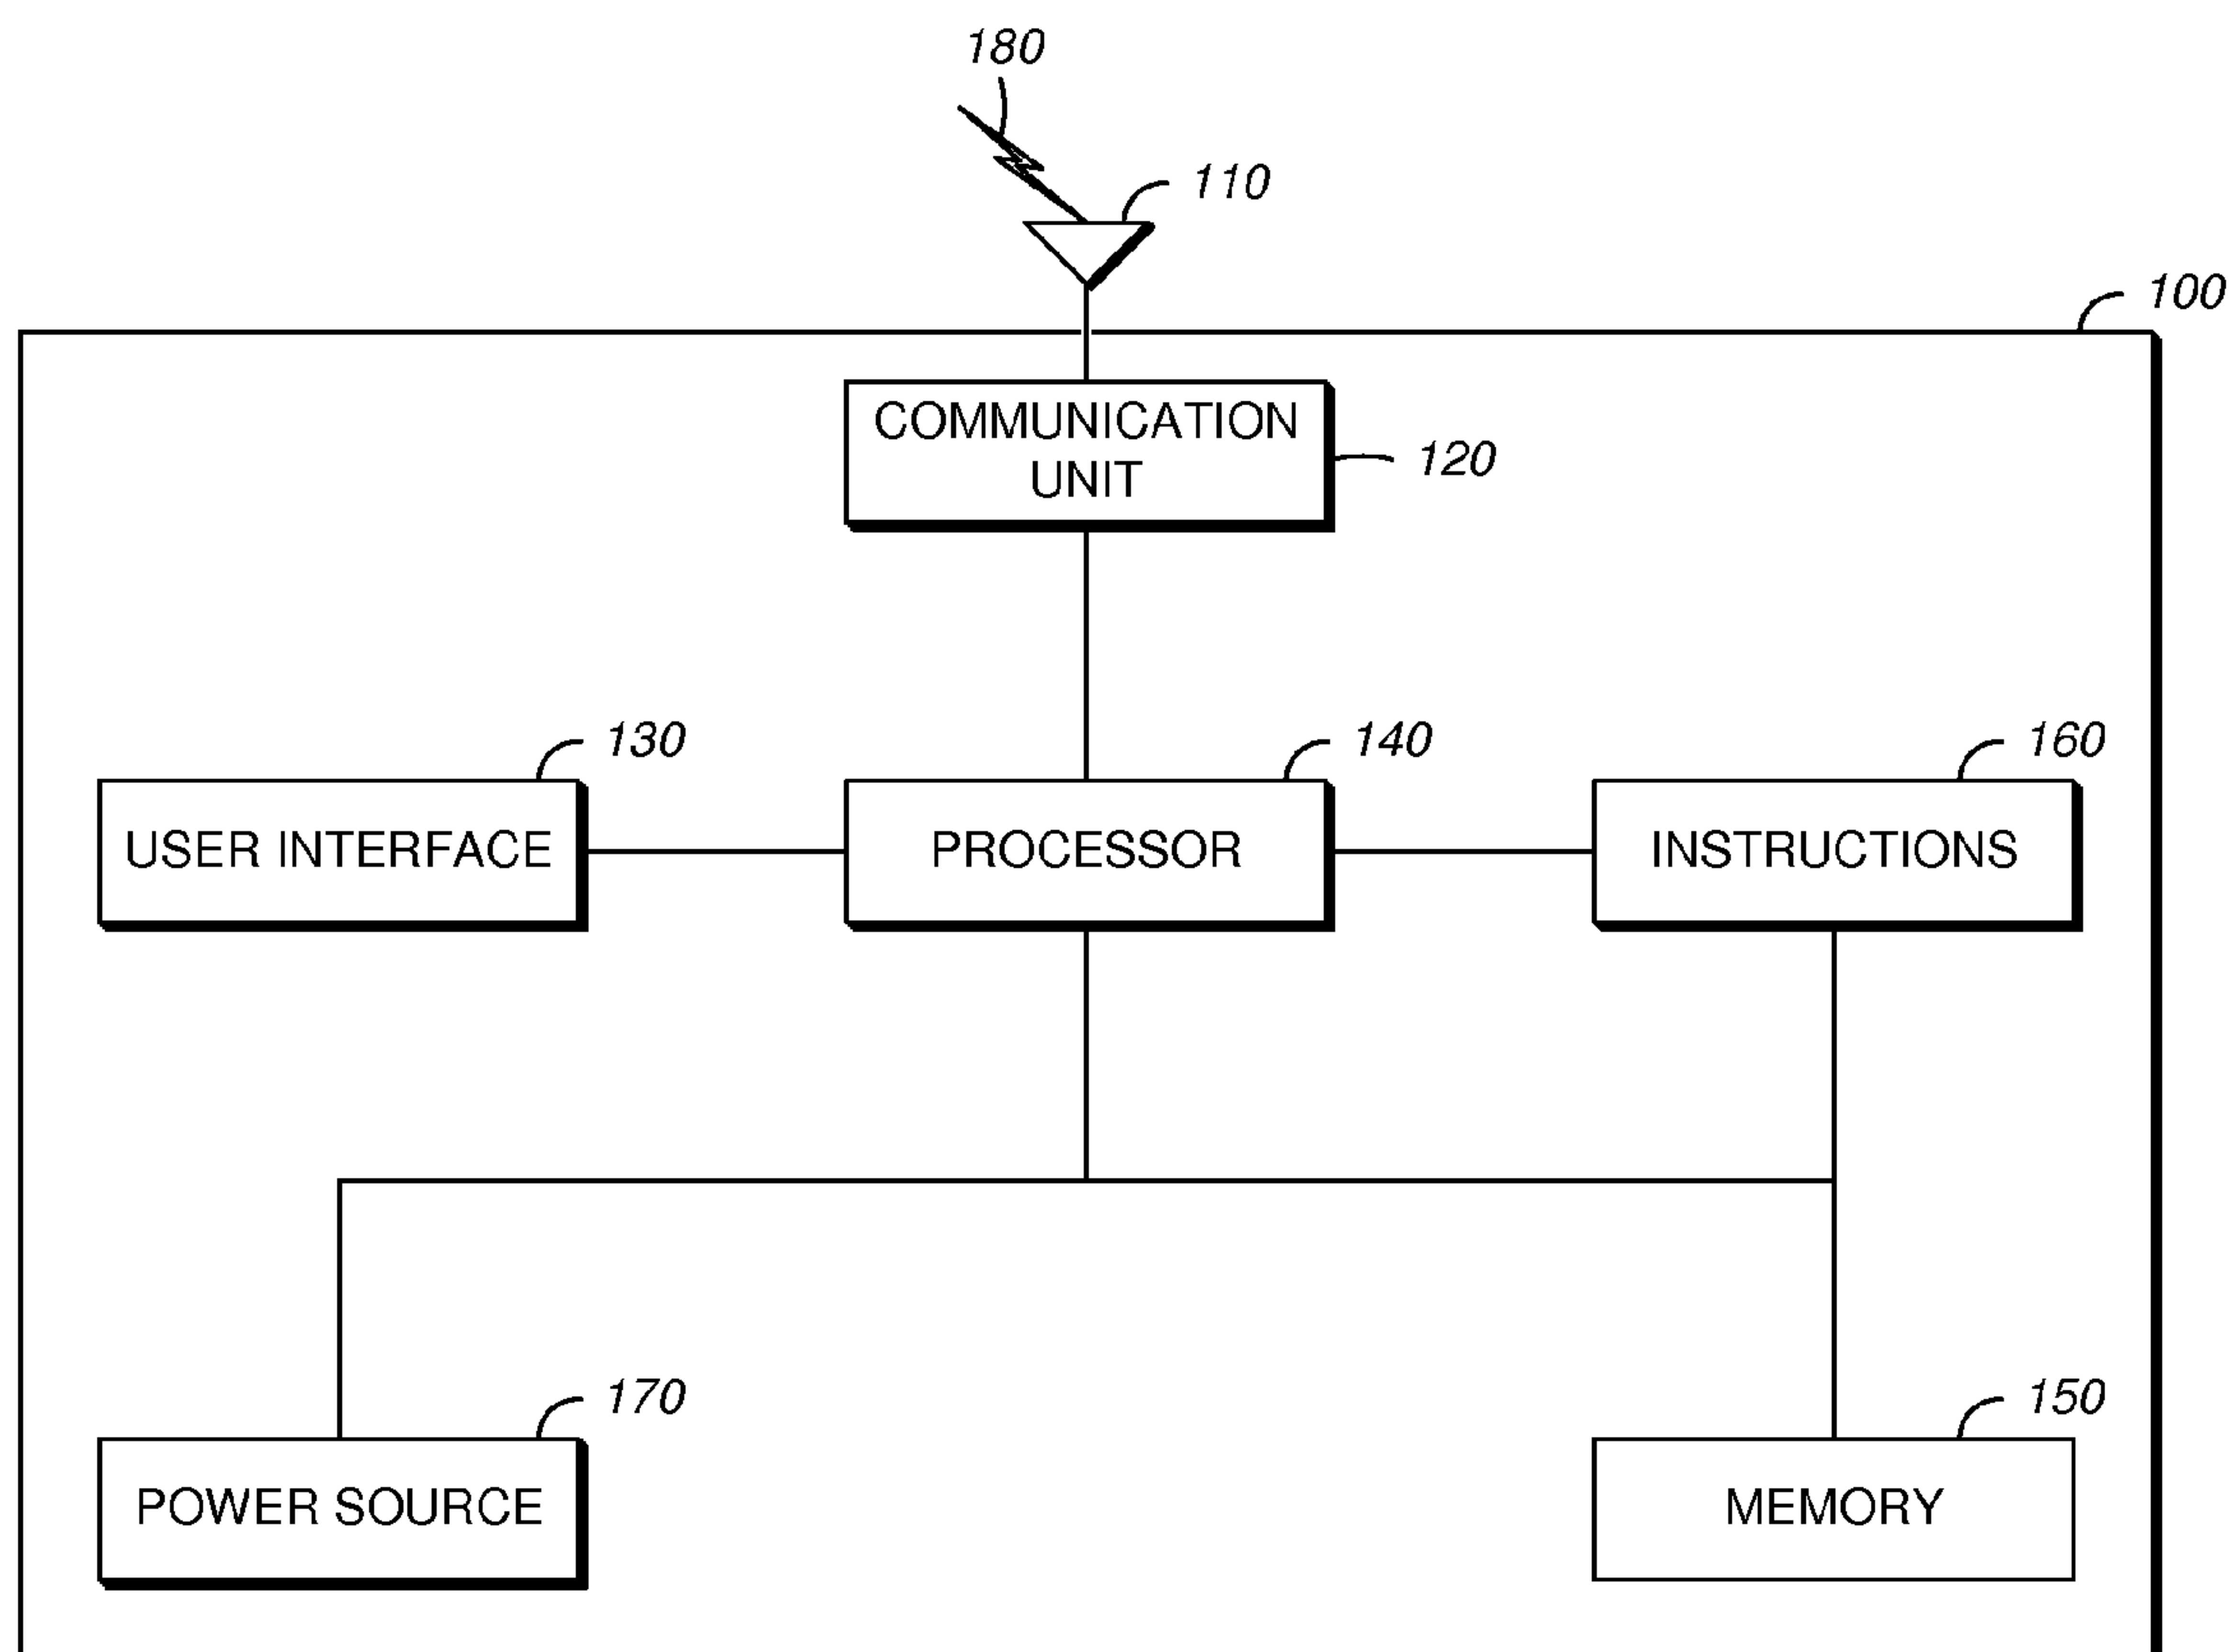 180
110
100
COMMUNICATION
UNIT
120
130
140
160
USER INTERFACE
PROCESSOR
INSTRUCTIONS
170
150
POWER SOURCE
MEMORY